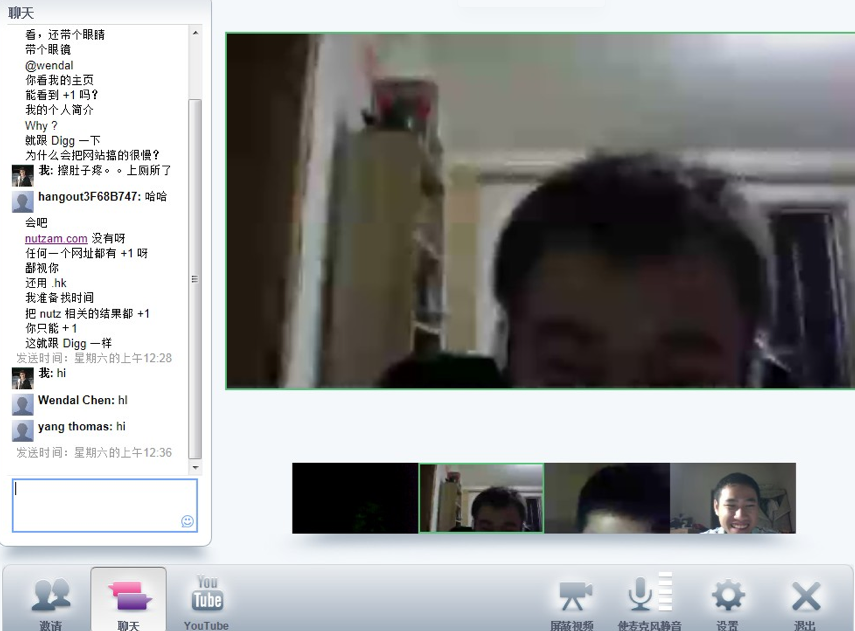 聊天
看，还带个眼睛
带个眼镜
@wendal
你看我的主页
能看到 +1 吗？
我的个人简介
Why ?
就跟 Digg 一下
为什么会把网站搞的很慢？
我: 擦肚子疼。。上厕所了
hangout3F68B747: 哈哈
会吧
nutzam.com 没有呀
任何一个网址都有 +1 呀
鄙视你
还用 .hk
我准备找时间
把 nutz 相关的结果都 +1
你只能 + 1
这就跟 Digg 一样
发送时间：星期六的上午12:28
我: hi
Wendal Chen: hI
yang thomas: hi
发送时间：星期六的上午12:36
邀请
聊天
You Tube
YouTube
屏蔽视频
使麦克风静音
设置
退出